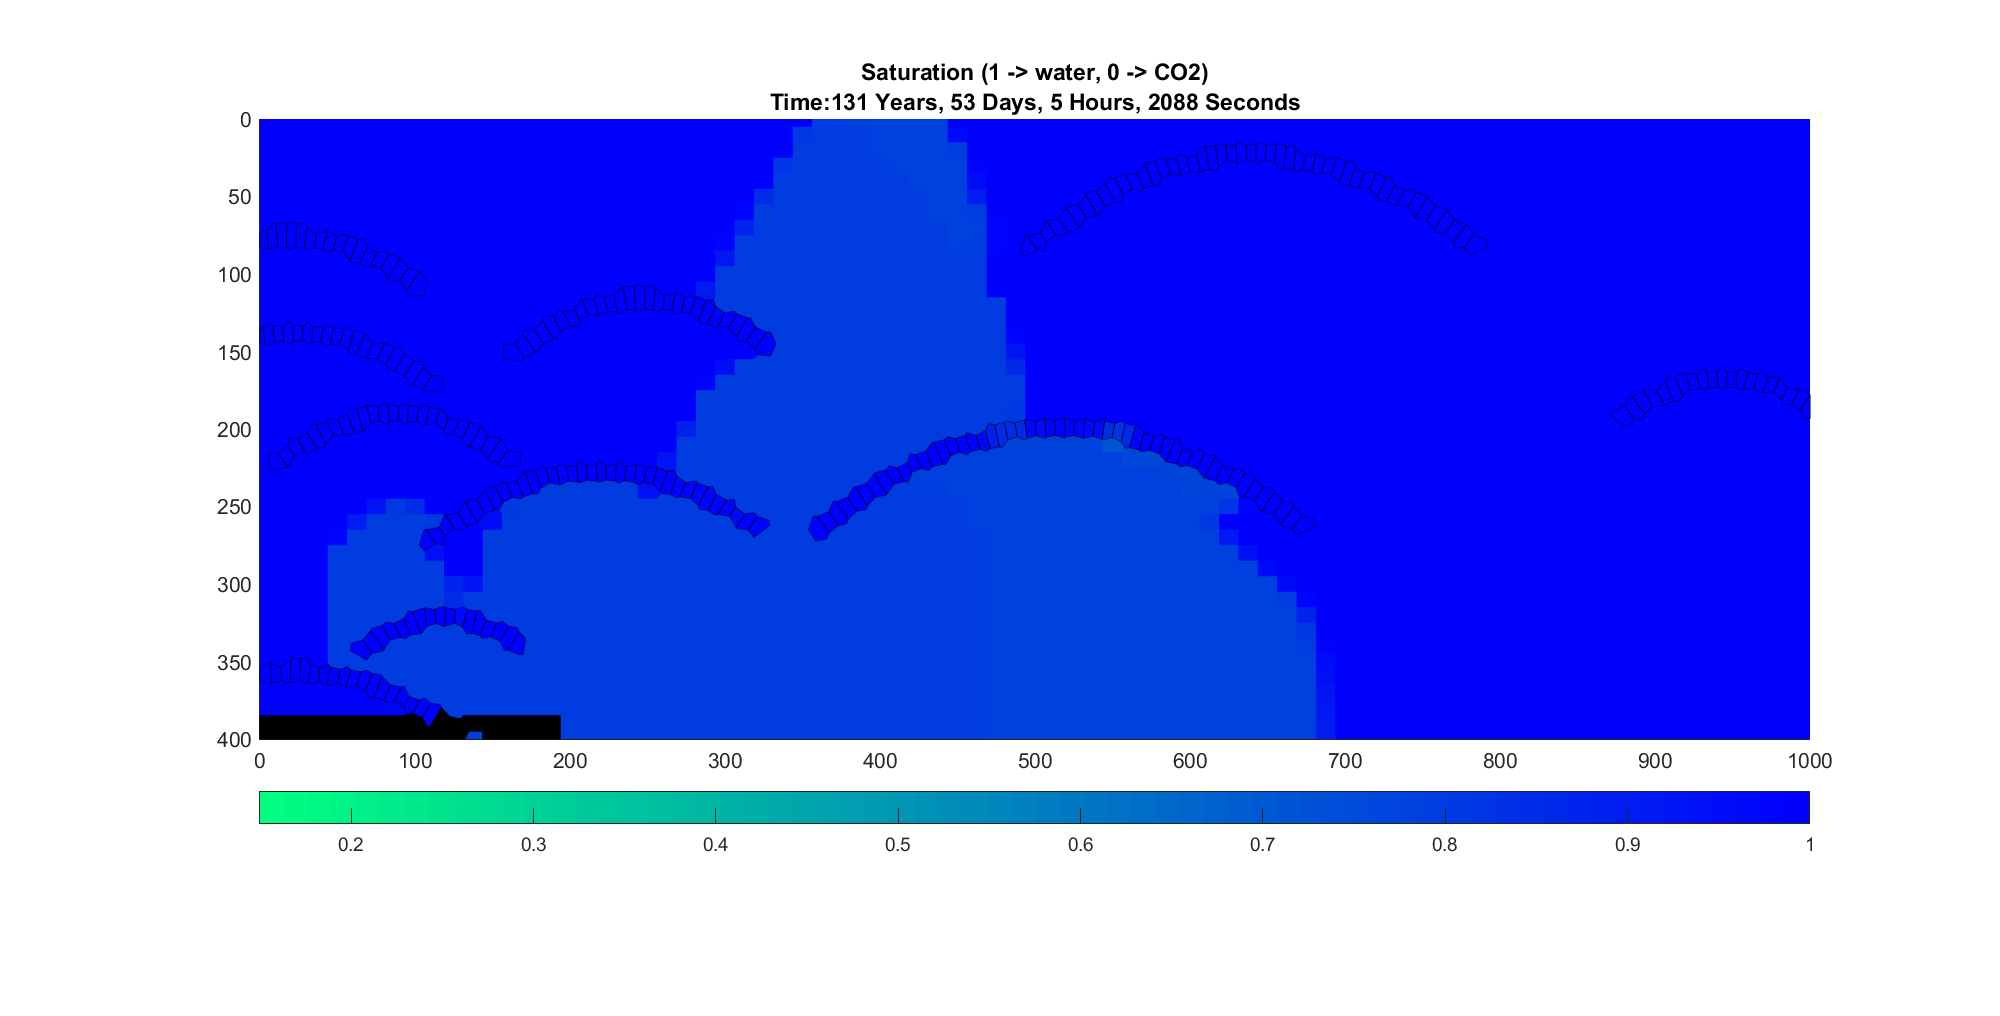 Saturation (1 -> water, 0 -> CO2)
Time:131 Years, 53 Days, 5 Hours, 2088 Seconds
0
50
100
150
200
250
300
350
400
0 100 200 300 400 500 600 700 800 900 1000
0.2 0.3 0.4 0.5 0.6 0.7 0.8 0.9 1